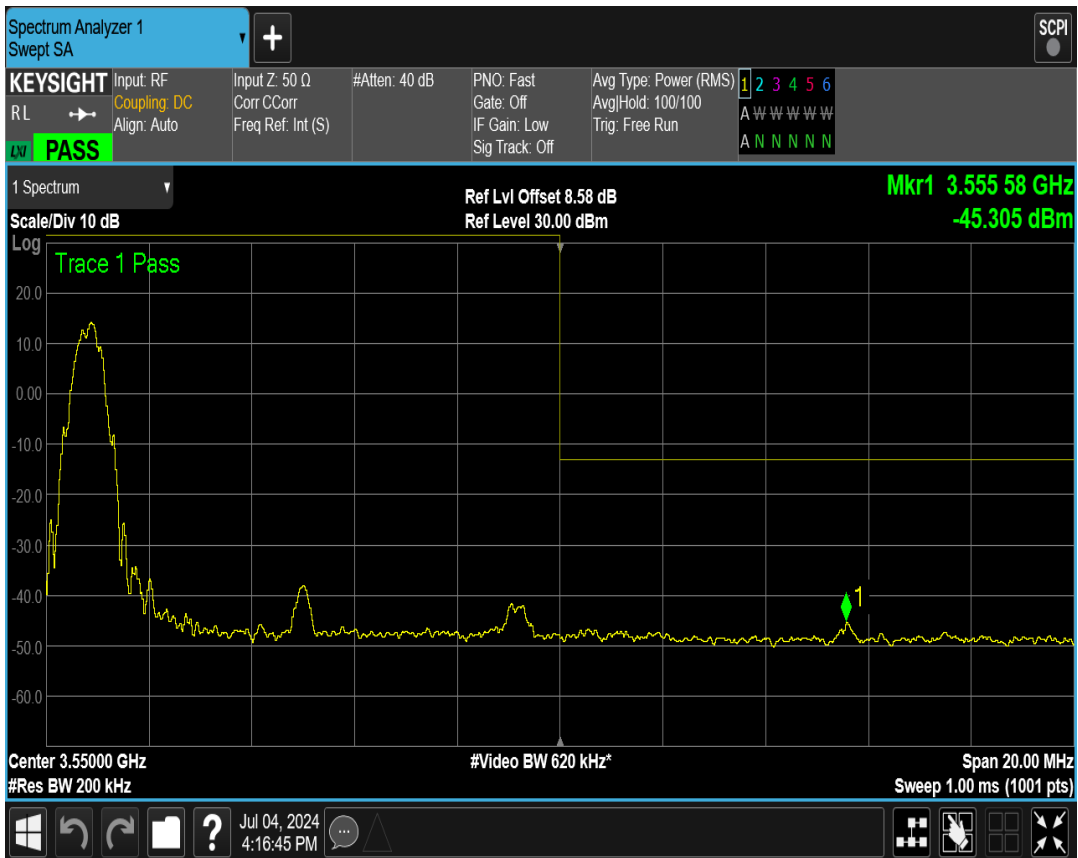 Spectrum Analyzer 1
Swept SA
+
SCPI
KEYSIGHT
RL
LXI PASS
Input: RF
Coupling: DC
Align: Auto
Input Z: 50 Ω
Corr CCorr
Freq Ref: Int (S)
#Atten: 40 dB
PNO: Fast
Gate: Off
IF Gain: Low
Sig Track: Off
Avg Type: Power (RMS)
Avg|Hold: 100/100
Trig: Free Run
1 2 3 4 5 6
A W W W W W
A N N N N N
1 Spectrum
Scale/Div 10 dB
Ref Lvl Offset 8.58 dB
Ref Level 30.00 dBm
Mkr1 3.555 58 GHz
-45.305 dBm
Log
Trace 1 Pass
20.0
10.0
0.00
-10.0
-20.0
-30.0
-40.0
1
-50.0
-60.0
Center 3.55000 GHz
#Res BW 200 kHz
#Video BW 620 kHz*
Span 20.00 MHz
Sweep 1.00 ms (1001 pts)
?
Jul 04, 2024
4:16:45 PM